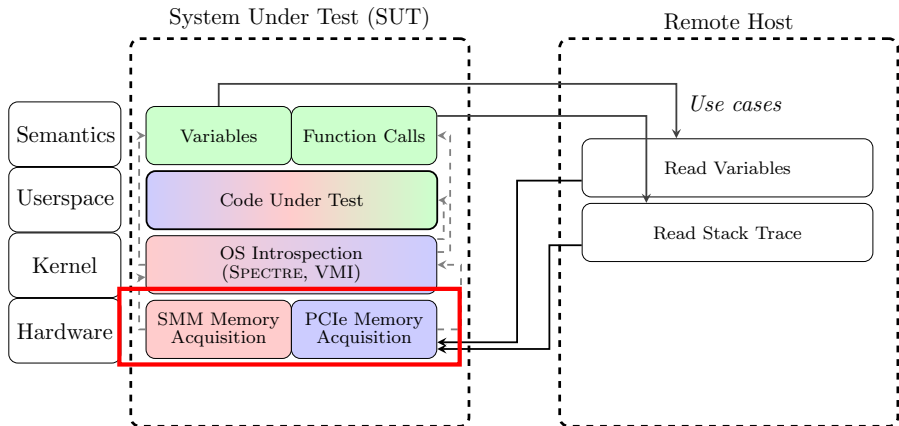 System Under Test (SUT)
Remote Host
Semantics
Variables
Function Calls
Use cases
Read Variables
Userspace
Code Under Test
Read Stack Trace
Kernel
OS Introspection
(SPECTRE, VMI)
Hardware
SMM Memory
Acquisition
PCIe Memory
Acquisition